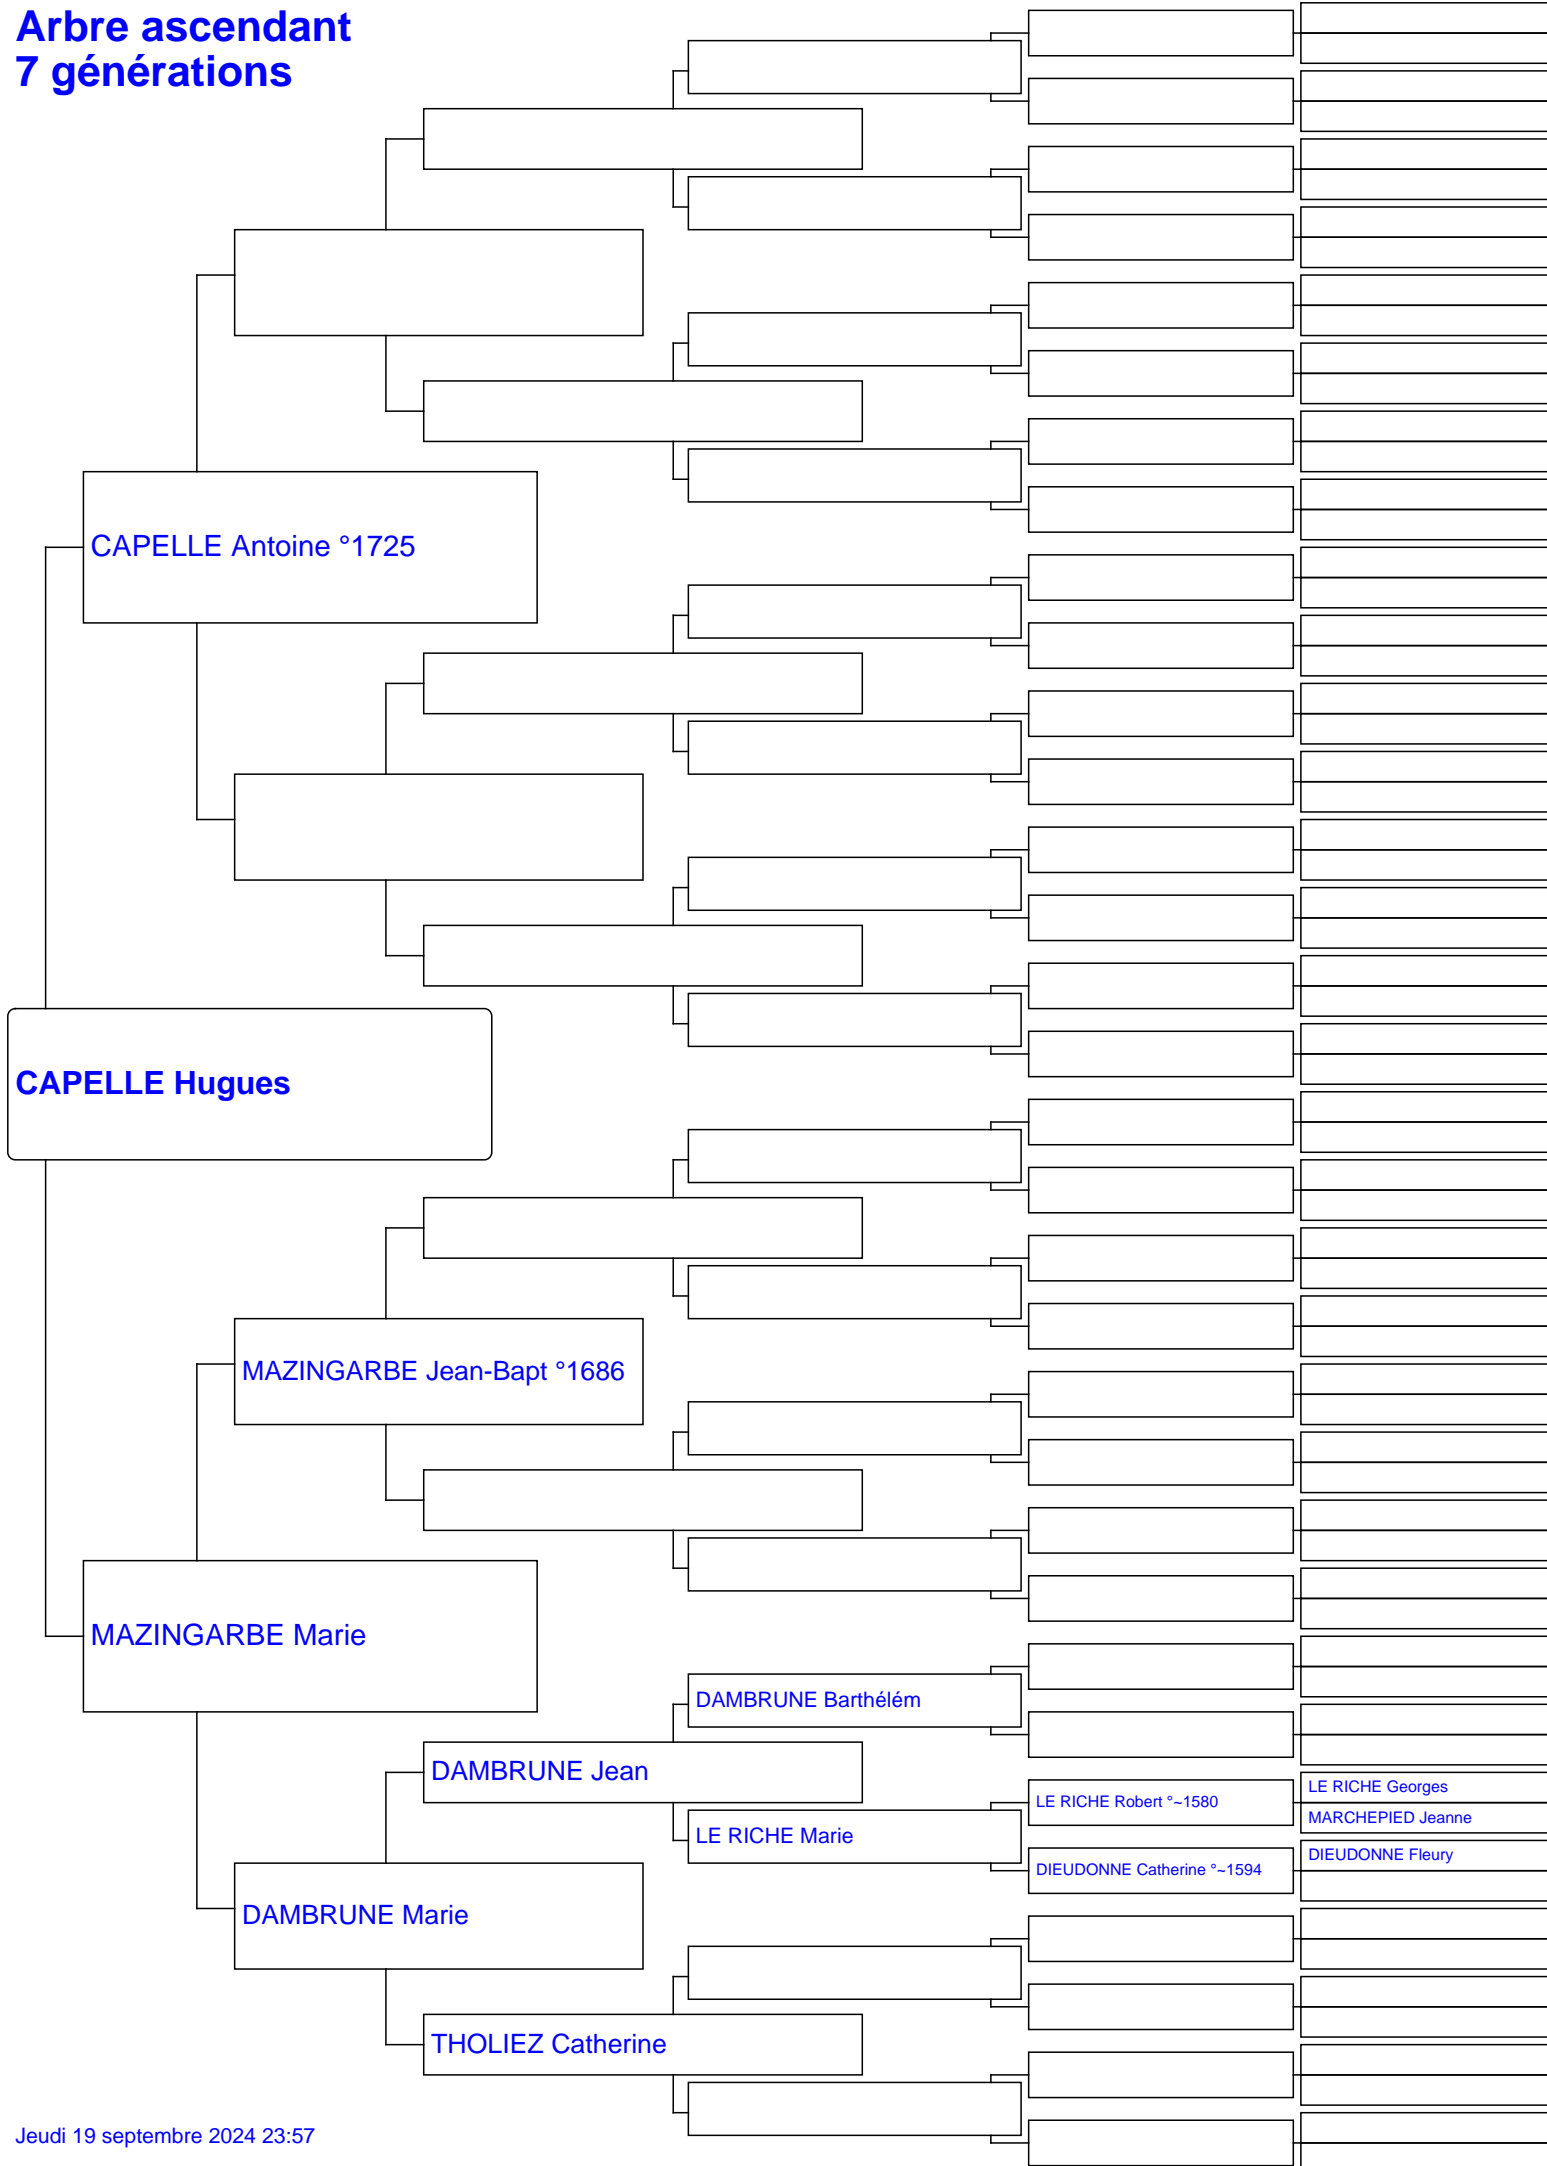 Arbre ascendant
7 générations
CAPELLE Antoine °1725
CAPELLE Hugues
MAZINGARBE Jean-Bapt °1686
MAZINGARBE Marie
DAMBRUNE Barthélém
DAMBRUNE Jean
LE RICHE Georges
LE RICHE Robert °~1580
MARCHEPIED Jeanne
LE RICHE Marie
DIEUDONNE Fleury
DIEUDONNE Catherine °~1594
DAMBRUNE Marie
THOLIEZ Catherine
Jeudi 19 septembre 2024 23:57